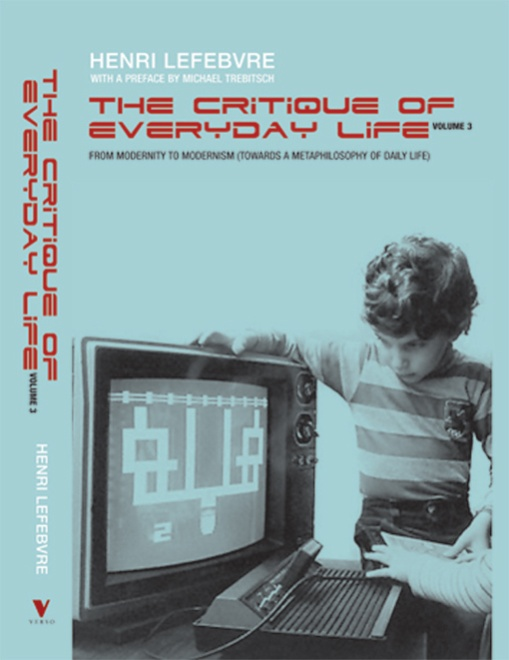 THE CRITIQUE OF
EVERYDAY LIFE VOLUME 3
HENRI LEFEBVRE
V
VERSO
HENRI LEFEBVRE
WITH A PREFACE BY MICHAEL TREBITSCH
THE CRITIQUE OF
EVERYDAY LIFE VOLUME 3
FROM MODERNITY TO MODERNISM (TOWARDS A METAPHILOSOPHY OF DAILY LIFE)
2